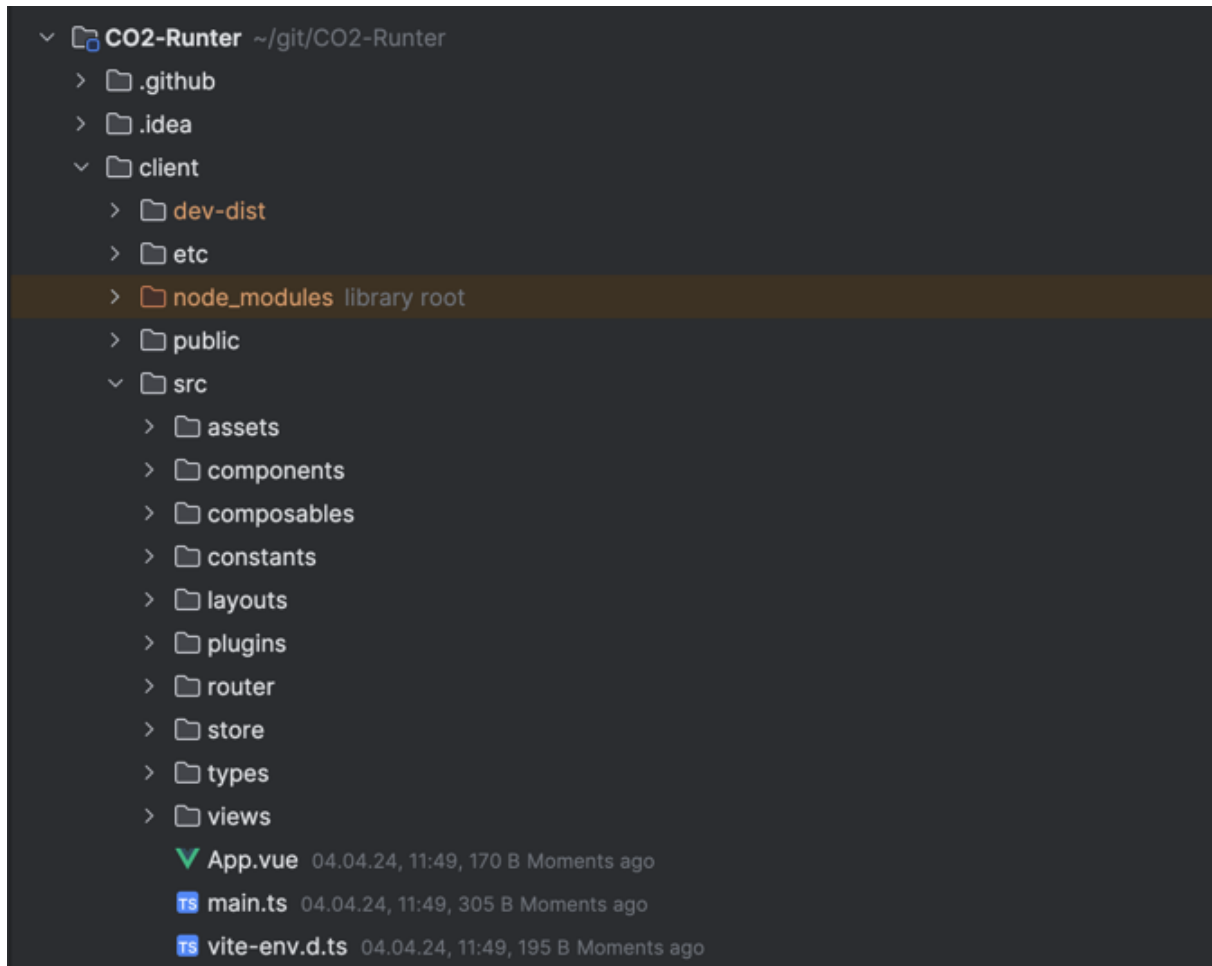 CO2-Runter ~/git/CO2-Runter
.github
.idea
client
dev-dist
etc
node_modules library root
public
src
assets
components
composables
constants
layouts
plugins
router
store
types
views
App.vue 04.04.24, 11:49, 170 B Moments ago
TS main.ts 04.04.24, 11:49, 305 B Moments ago
TS vite-env.d.ts 04.04.24, 11:49, 195 B Moments ago